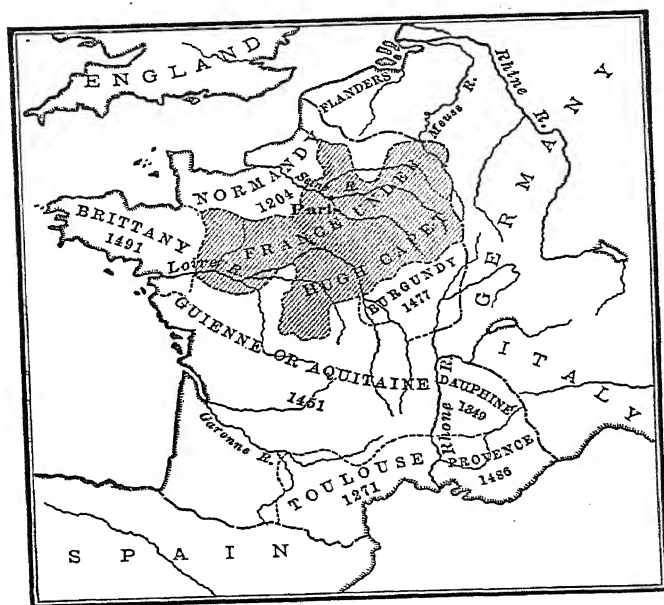 ENGLAND
FLANDERS
Meuse R.
Rhine R.
GERMANY
NORMANDY
1204
Seine R.
Paris
BRITTANY
1491
FRANCE UNDER
HUGH CAPET
Loire R.
BURGUNDY
1477
GUIENNE OR AQUITAINE
1451
ITALY
DAUPHINE
1349
Rhone R.
Garonne R.
TOULOUSE
1271
PROVENCE
1486
SPAIN